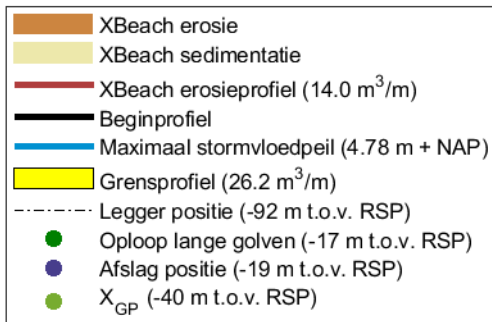 XBeach erosie
XBeach sedimentatie
XBeach erosieprofiel (14.0 m³/m)
Beginprofiel
Maximaal stormvloedpeil (4.78 m + NAP)
Grensprofiel (26.2 m³/m)
Legger positie (-92 m t.o.v. RSP)
Oploop lange golven (-17 m t.o.v. RSP)
Afslag positie (-19 m t.o.v. RSP)
X_GP (-40 m t.o.v. RSP)